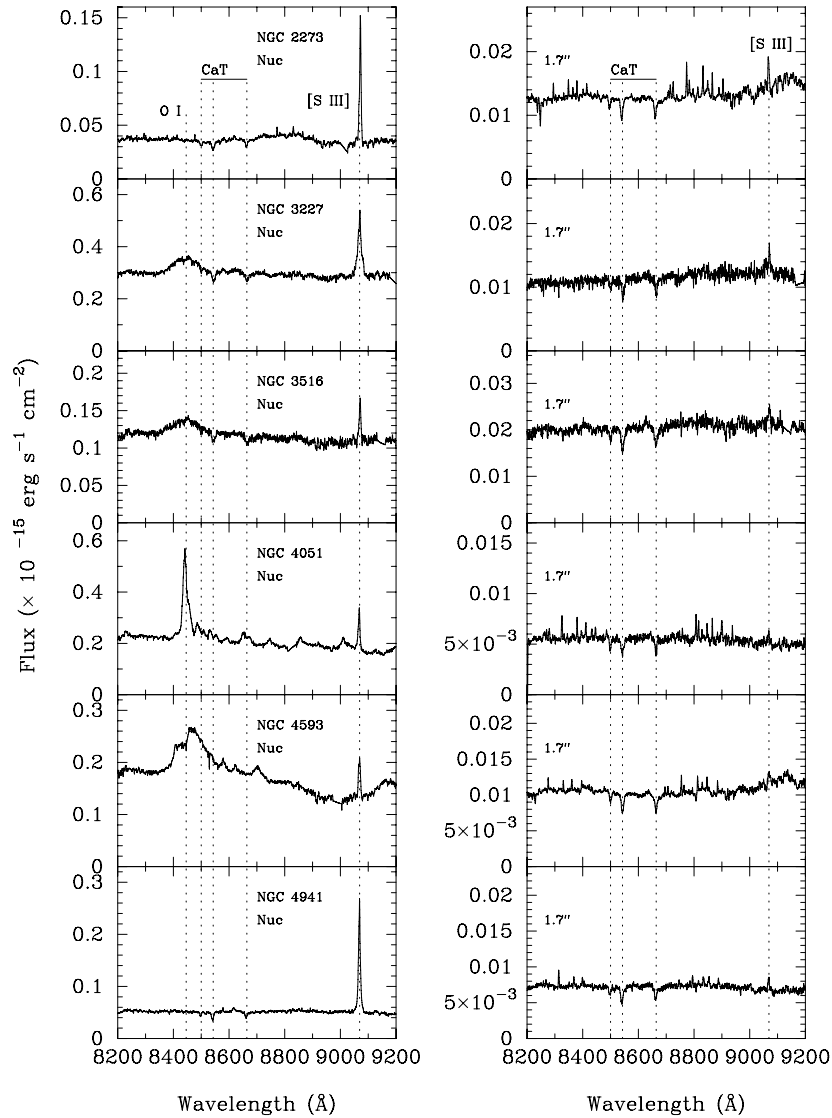 Flux (× 10 −15 erg s−1 cm−2)
0.15
0.1
0.05
0
NGC 2273
Nuc
CaT
O I
[S III]
0.02
0.01
0
1.7″
CaT
[S III]
0.6
0.4
0.2
0
NGC 3227
Nuc
0.02
0.01
0
1.7″
0.2
0.15
0.1
0.05
0
NGC 3516
Nuc
0.03
0.02
0.01
0
1.7″
0.6
0.4
0.2
0
NGC 4051
Nuc
0.015
0.01
5×10−3
0
1.7″
0.3
0.2
0.1
0
NGC 4593
Nuc
0.02
0.015
0.01
5×10−3
0
1.7″
0.3
0.2
0.1
0
NGC 4941
Nuc
0.02
0.015
0.01
5×10−3
0
1.7″
8200 8400 8600 8800 9000 9200
8200 8400 8600 8800 9000 9200
Wavelength (Å)
Wavelength (Å)